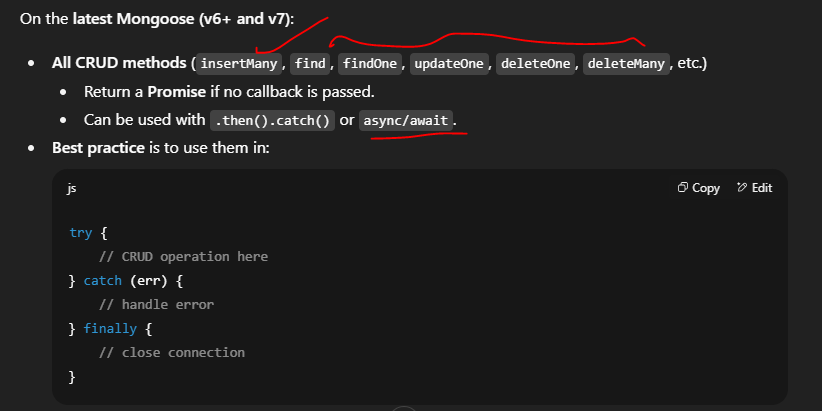 On the latest Mongoose (v6+ and v7):
All CRUD methods (insertMany, find, findOne, updateOne, deleteOne, deleteMany, etc.)
Return a Promise if no callback is passed.
Can be used with .then().catch() or async/await.
Best practice is to use them in:
js Copy Edit
try {
// CRUD operation here
} catch (err) {
// handle error
} finally {
// close connection
}